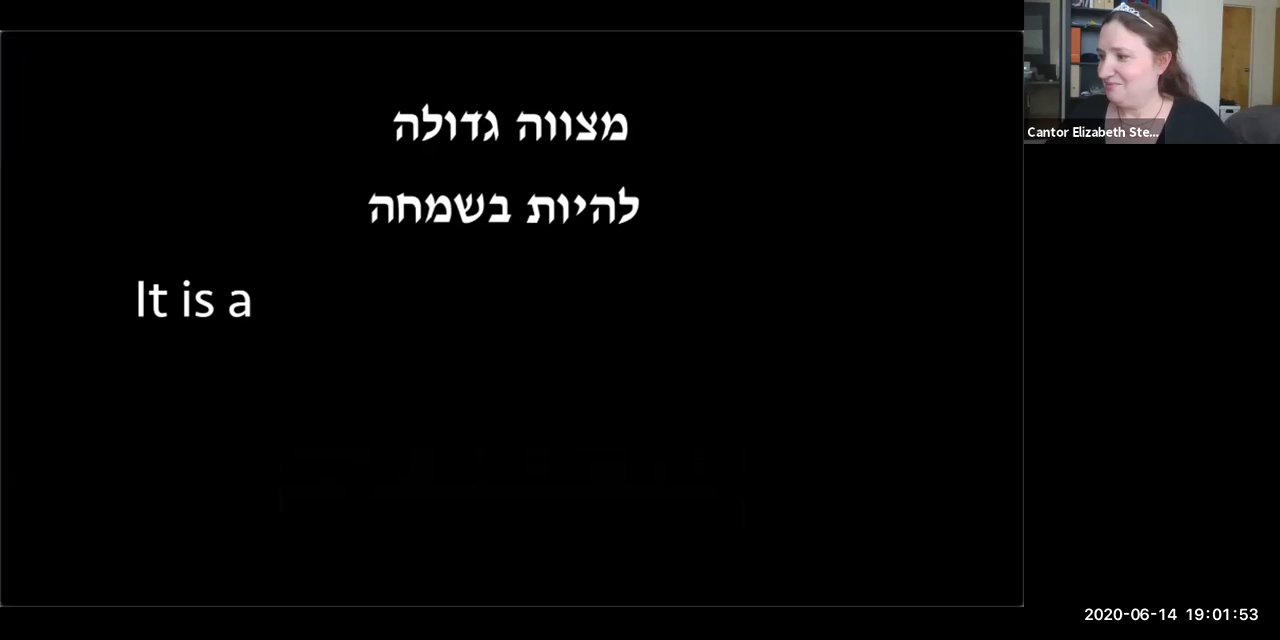 מצווה גדולה
להיות בשמחה
It is a
Cantor Elizabeth Ste...
2020-06-14 19:01:53